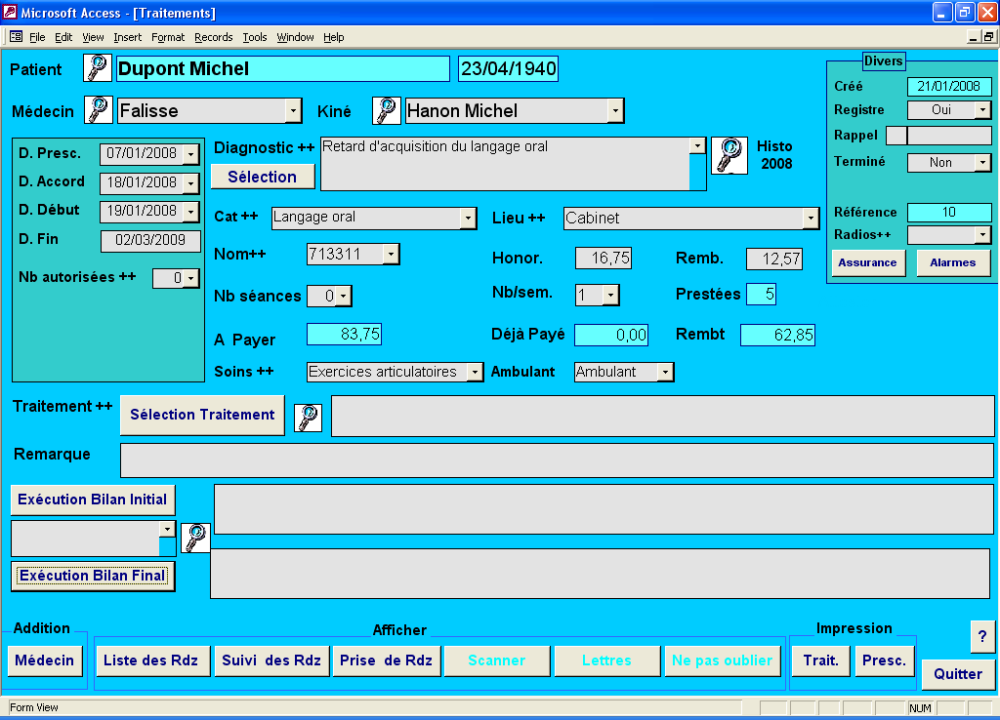 Microsoft Access - [Traitements]
File Edit View Insert Format Records Tools Window Help
Patient Dupont Michel 23/04/1940
Médecin Falisse Kiné Hanon Michel
Divers
Créé 21/01/2008
Registre Oui
Rappel
Terminé Non
Référence 10
Radios++
Assurance Alarmes
D. Presc. 07/01/2008
D. Accord 18/01/2008
D. Début 19/01/2008
D. Fin 02/03/2009
Nb autorisées ++ 0
Diagnostic ++ Retard d'acquisition du langage oral
Sélection
Histo
2008
Cat ++ Langage oral Lieu ++ Cabinet
Nom++ 713311 Honor. 16,75 Remb. 12,57
Nb séances 0 Nb/sem. 1 Prestées 5
A Payer 83,75 Déjà Payé 0,00 Rembt 62,85
Soins ++ Exercices articulatoires Ambulant Ambulant
Traitement ++ Sélection Traitement
Remarque
Exécution Bilan Initial
Exécution Bilan Final
Addition Afficher Impression
Médecin Liste des Rdz Suivi des Rdz Prise de Rdz Scanner Lettres Ne pas oublier Trait. Presc.
?
Quitter
Form View NUM